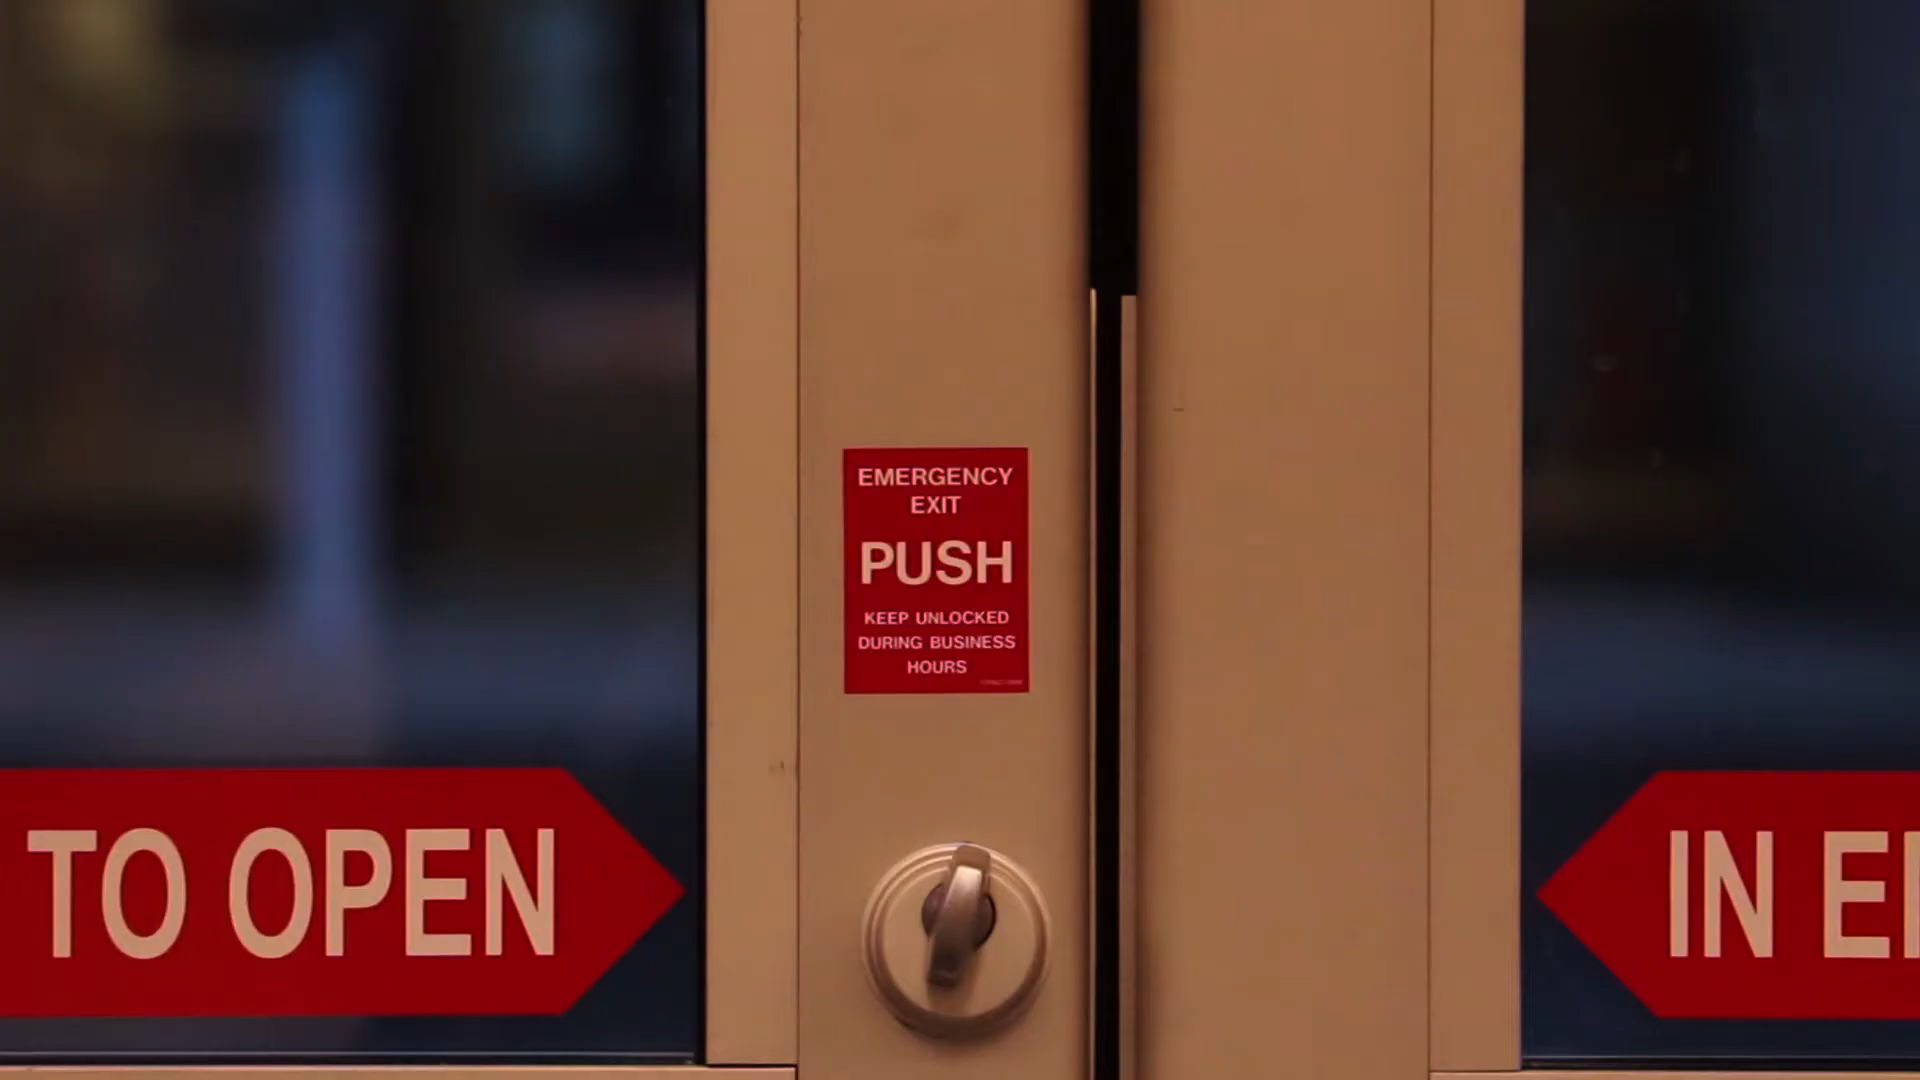 EMERGENCY
EXIT
PUSH
KEEP UNLOCKED
DURING BUSINESS
HOURS
TO OPEN
IN